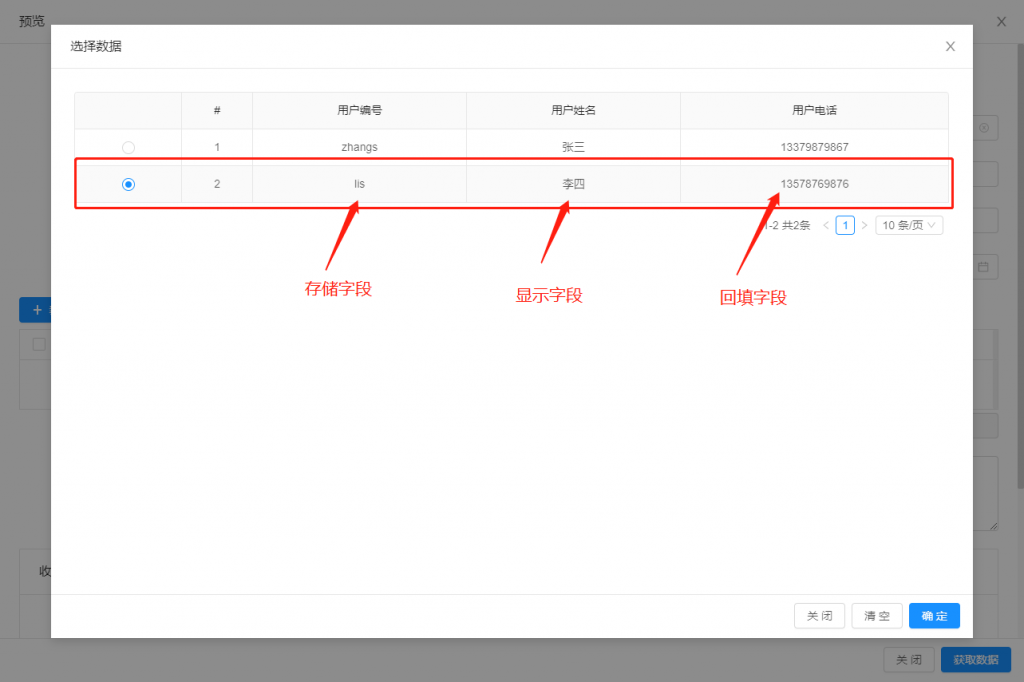 预览
选择数据
# 用户编号 用户姓名 用户电话
1 zhangs 张三 13379879867
2 lis 李四 13578769876
-2 共2条 1 10 条/页
存储字段 显示字段 回填字段
收
关闭 清空 确定
关闭 获取数据